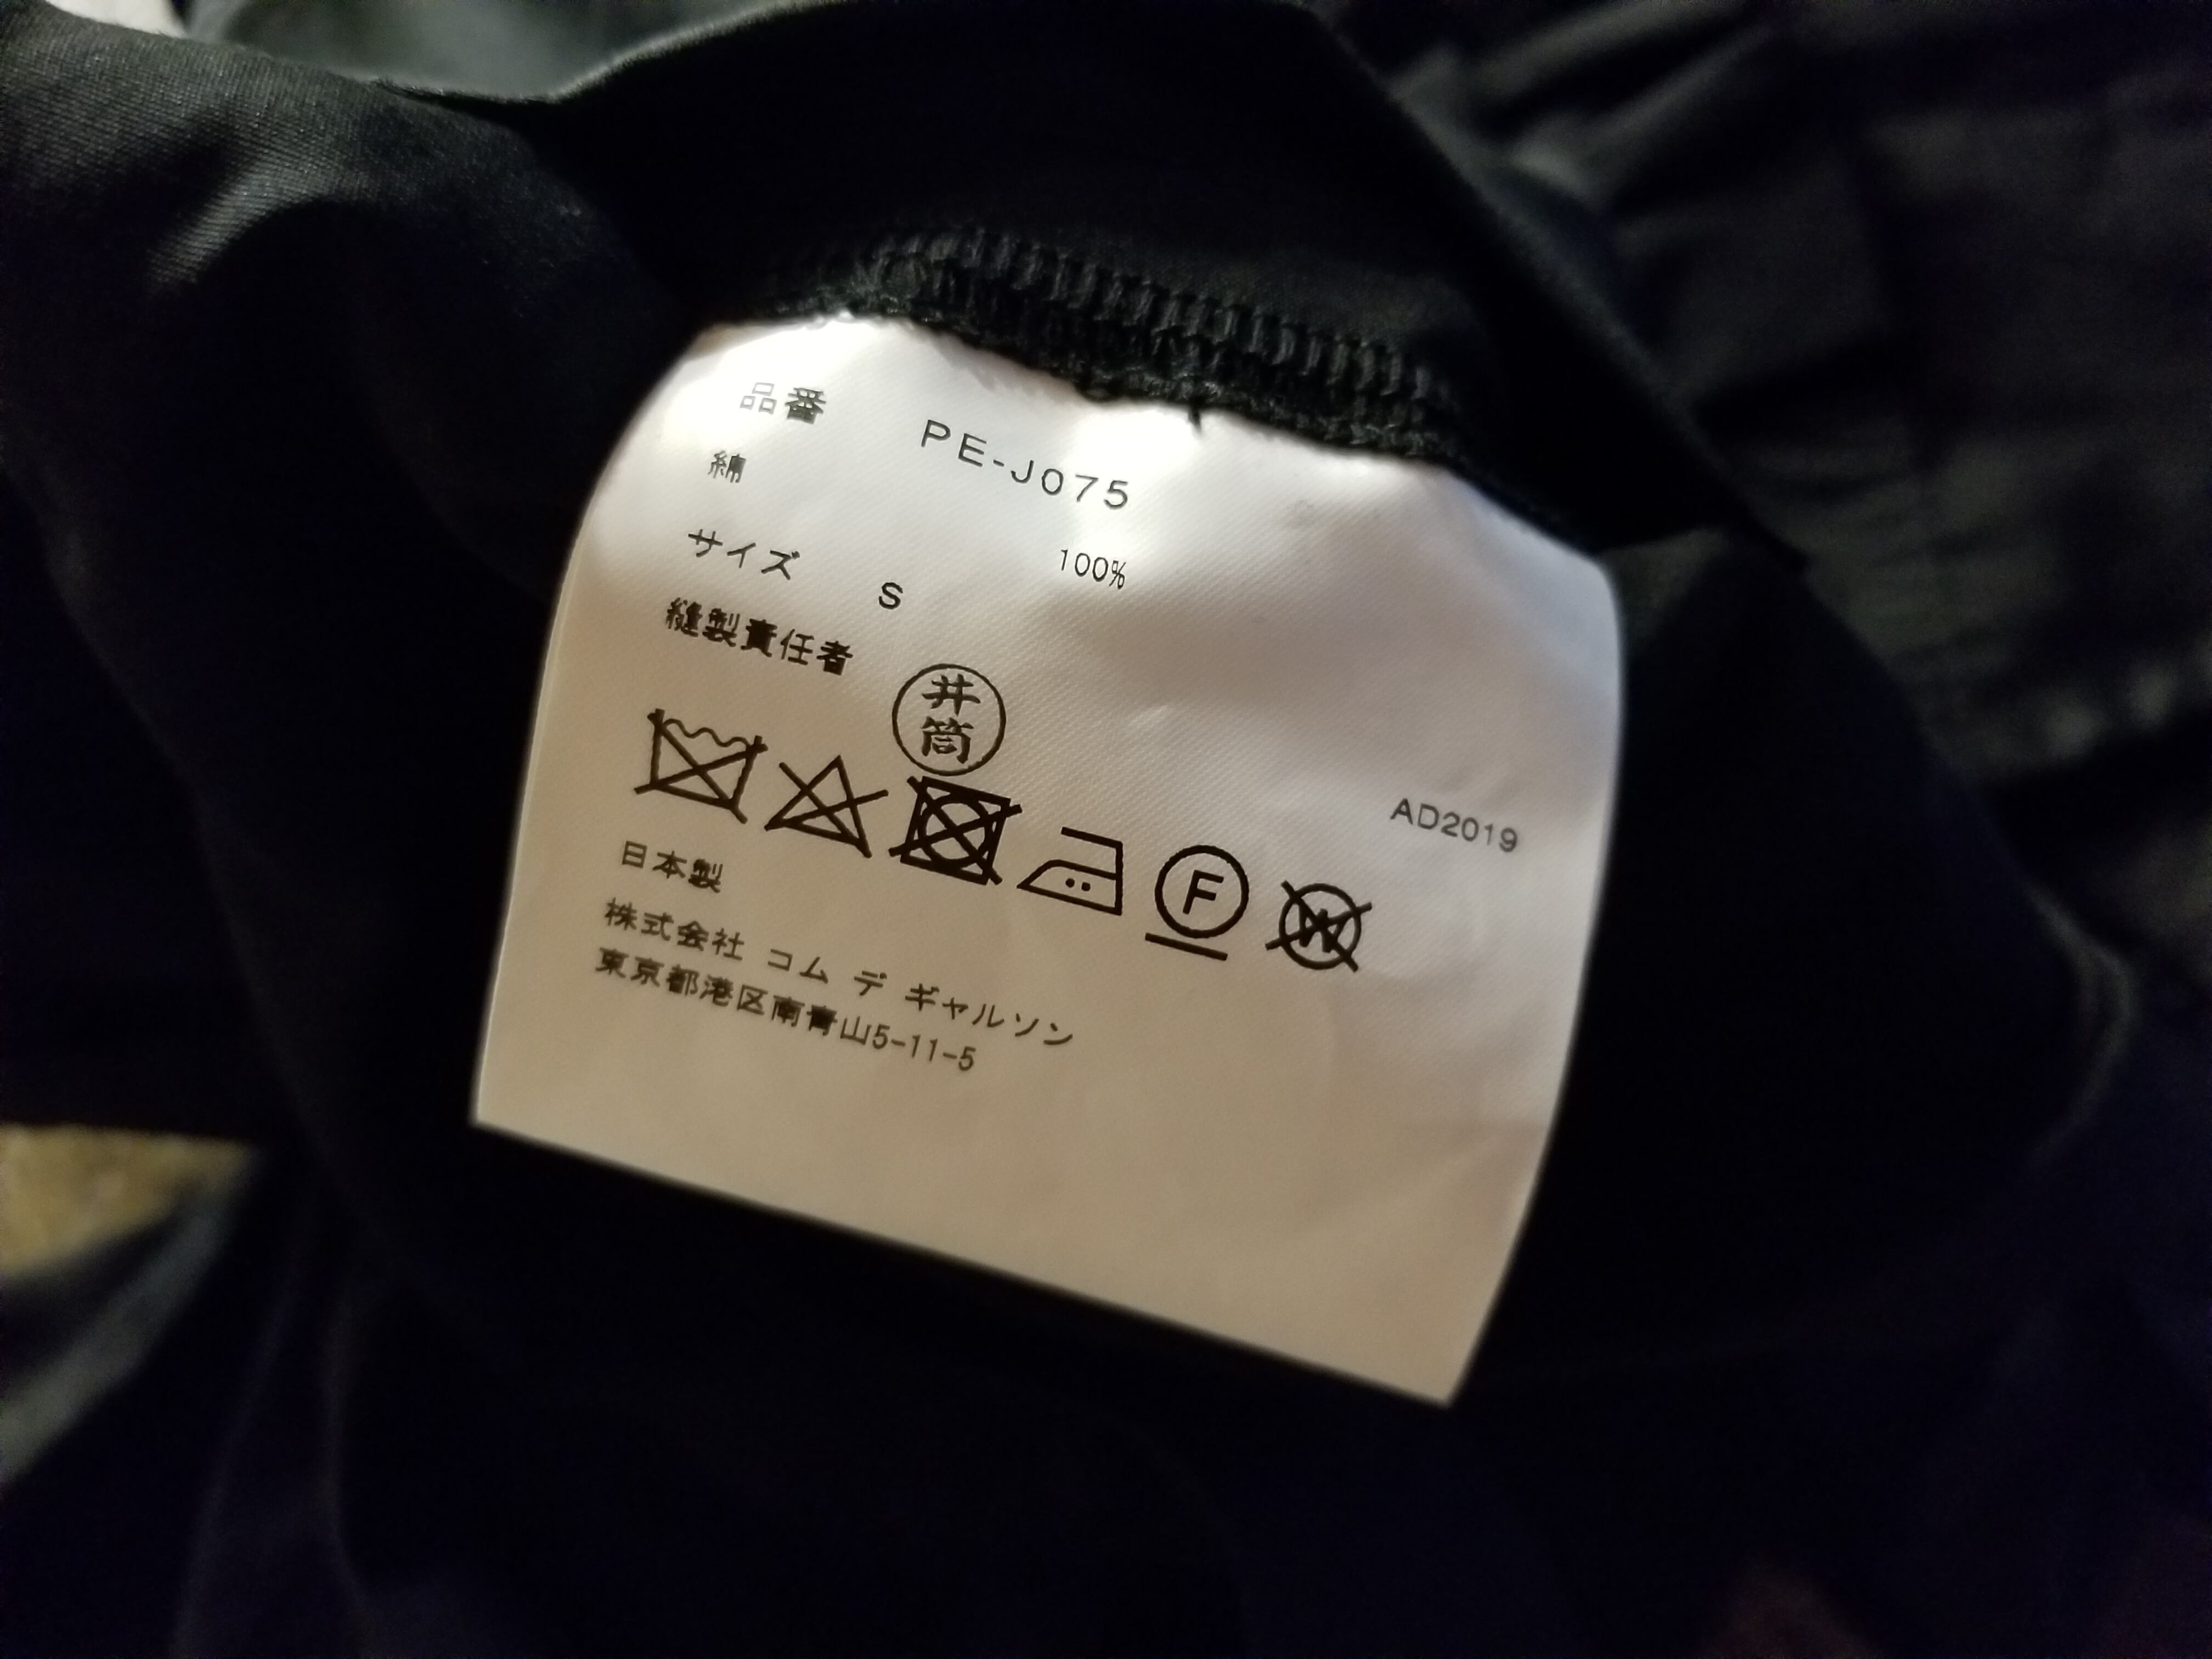 品番 PE-J075
綿 100%
サイズ S
縫製責任者 井筒
F W
AD2019
日本製
株式会社 コム デ ギャルソン
東京都港区南青山5-11-5